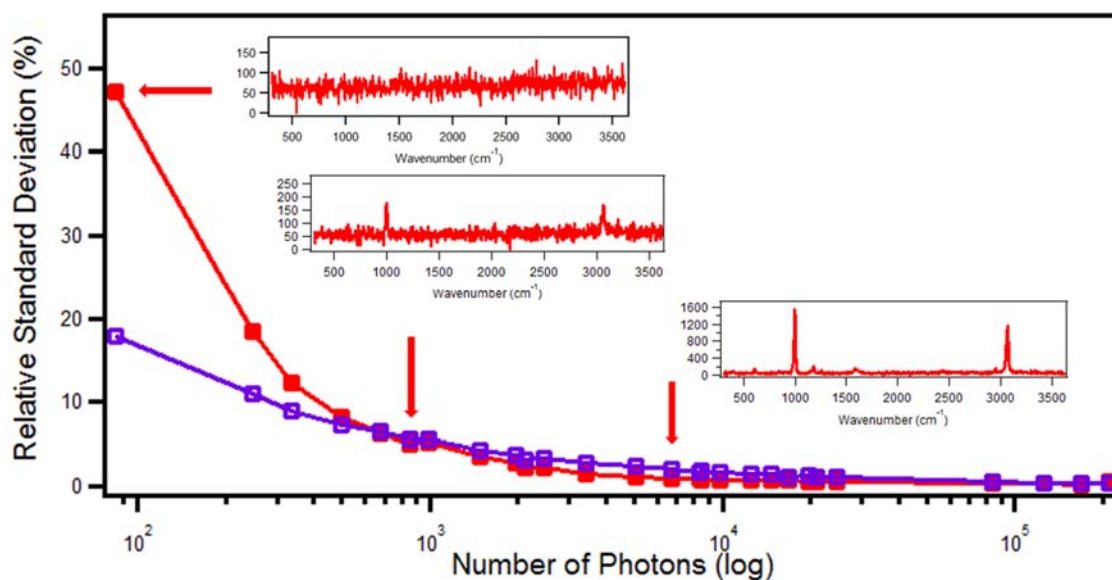 Relative Standard Deviation (%)
50
40
30
20
10
0
150
100
50
0
500 1000 1500 2000 2500 3000 3500
Wavenumber (cm⁻¹)
250
200
150
100
50
0
500 1000 1500 2000 2500 3000 3500
Wavenumber (cm⁻¹)
1600
1200
800
400
0
500 1000 1500 2000 2500 3000 3500
Wavenumber (cm⁻¹)
10² 10³ 10⁴ 10⁵
Number of Photons (log)